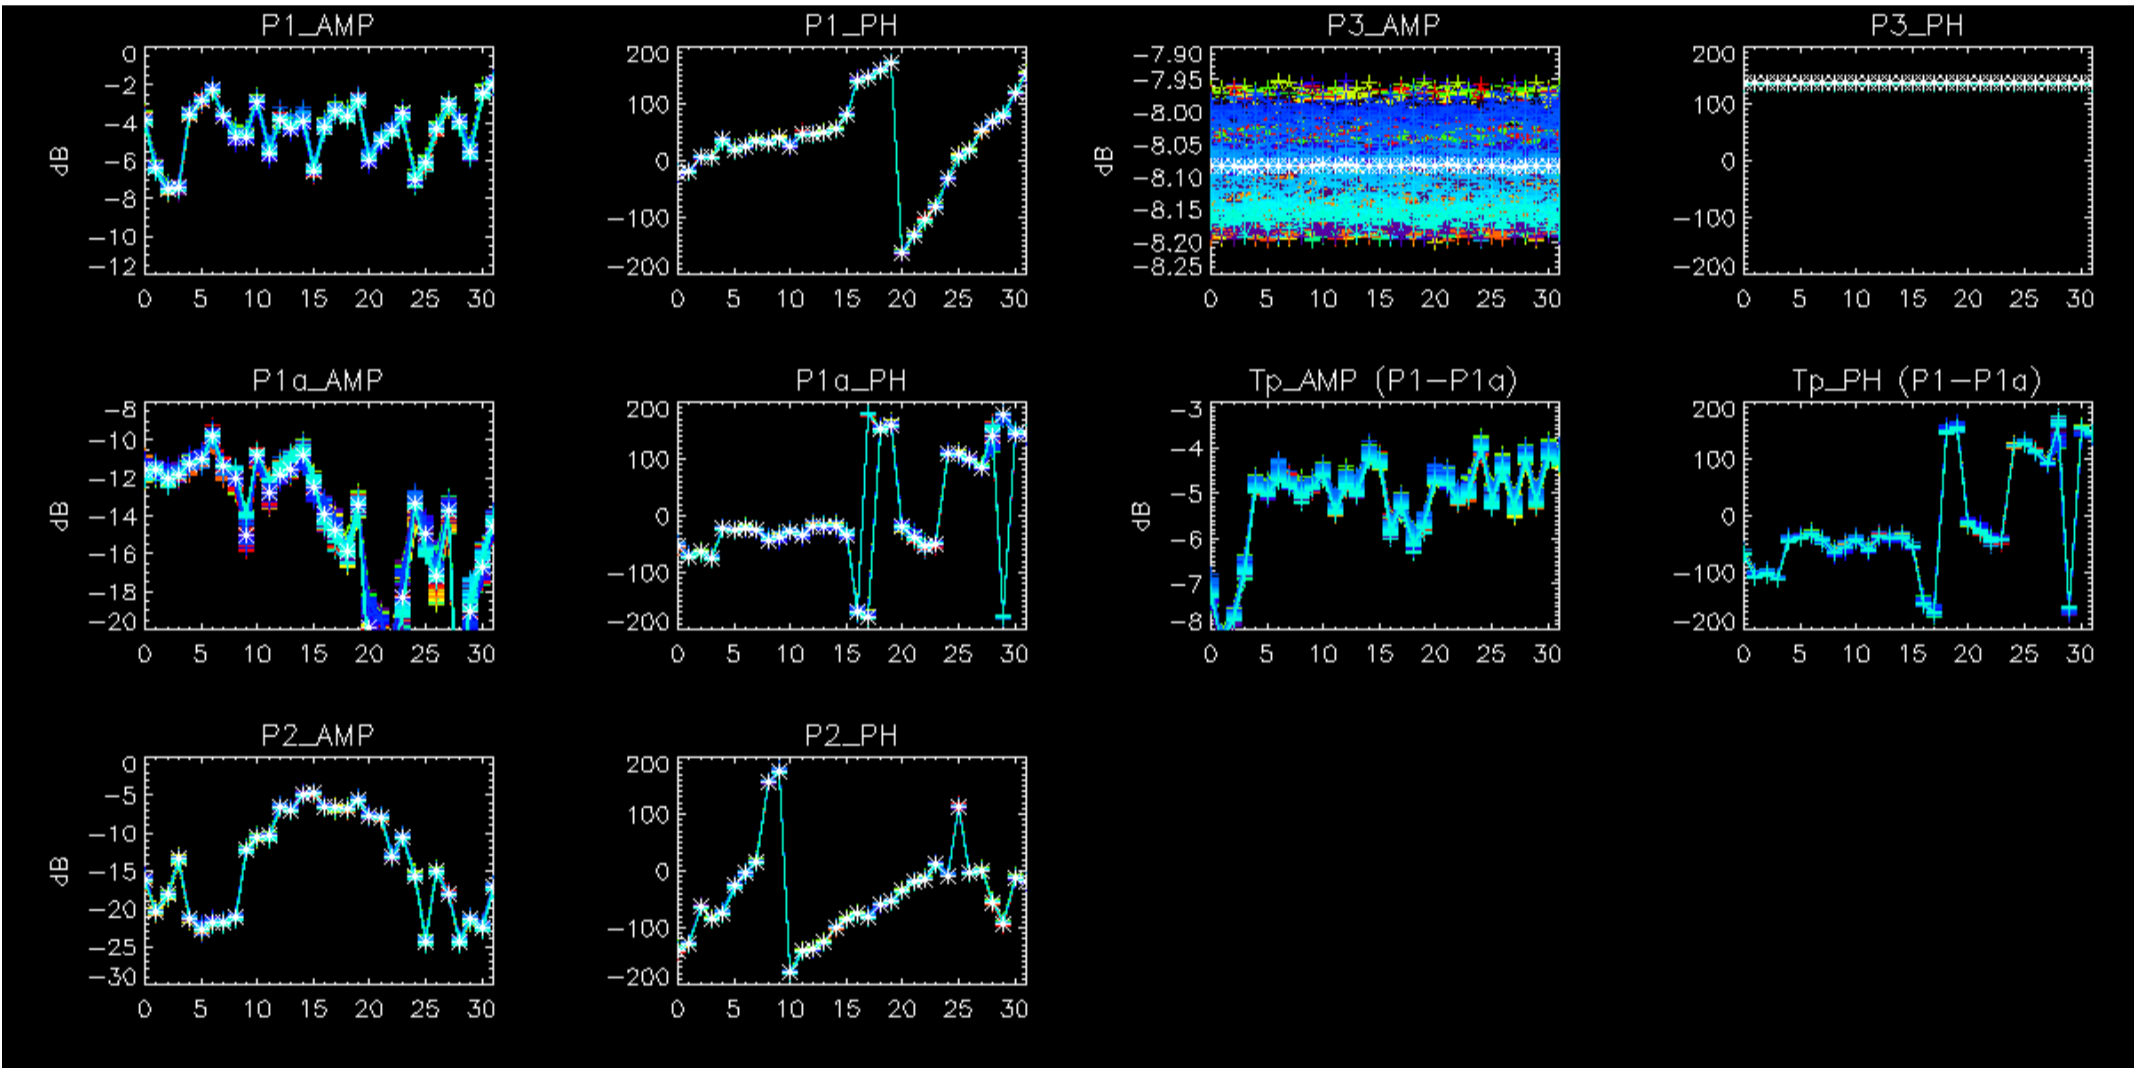 P1_AMP
P1_PH
P3_AMP
P3_PH
dB
0
-2
-4
-6
-8
-10
-12
0 5 10 15 20 25 30
200
100
0
-100
-200
0 5 10 15 20 25 30
dB
-7.90
-7.95
-8.00
-8.05
-8.10
-8.15
-8.20
-8.25
0 5 10 15 20 25 30
200
100
0
-100
-200
0 5 10 15 20 25 30
P1a_AMP
P1a_PH
Tp_AMP (P1-P1a)
Tp_PH (P1-P1a)
dB
-8
-10
-12
-14
-16
-18
-20
0 5 10 15 20 25 30
200
100
0
-100
-200
0 5 10 15 20 25 30
dB
-3
-4
-5
-6
-7
-8
0 5 10 15 20 25 30
200
100
0
-100
-200
0 5 10 15 20 25 30
P2_AMP
P2_PH
dB
0
-5
-10
-15
-20
-25
-30
0 5 10 15 20 25 30
200
100
0
-100
-200
0 5 10 15 20 25 30